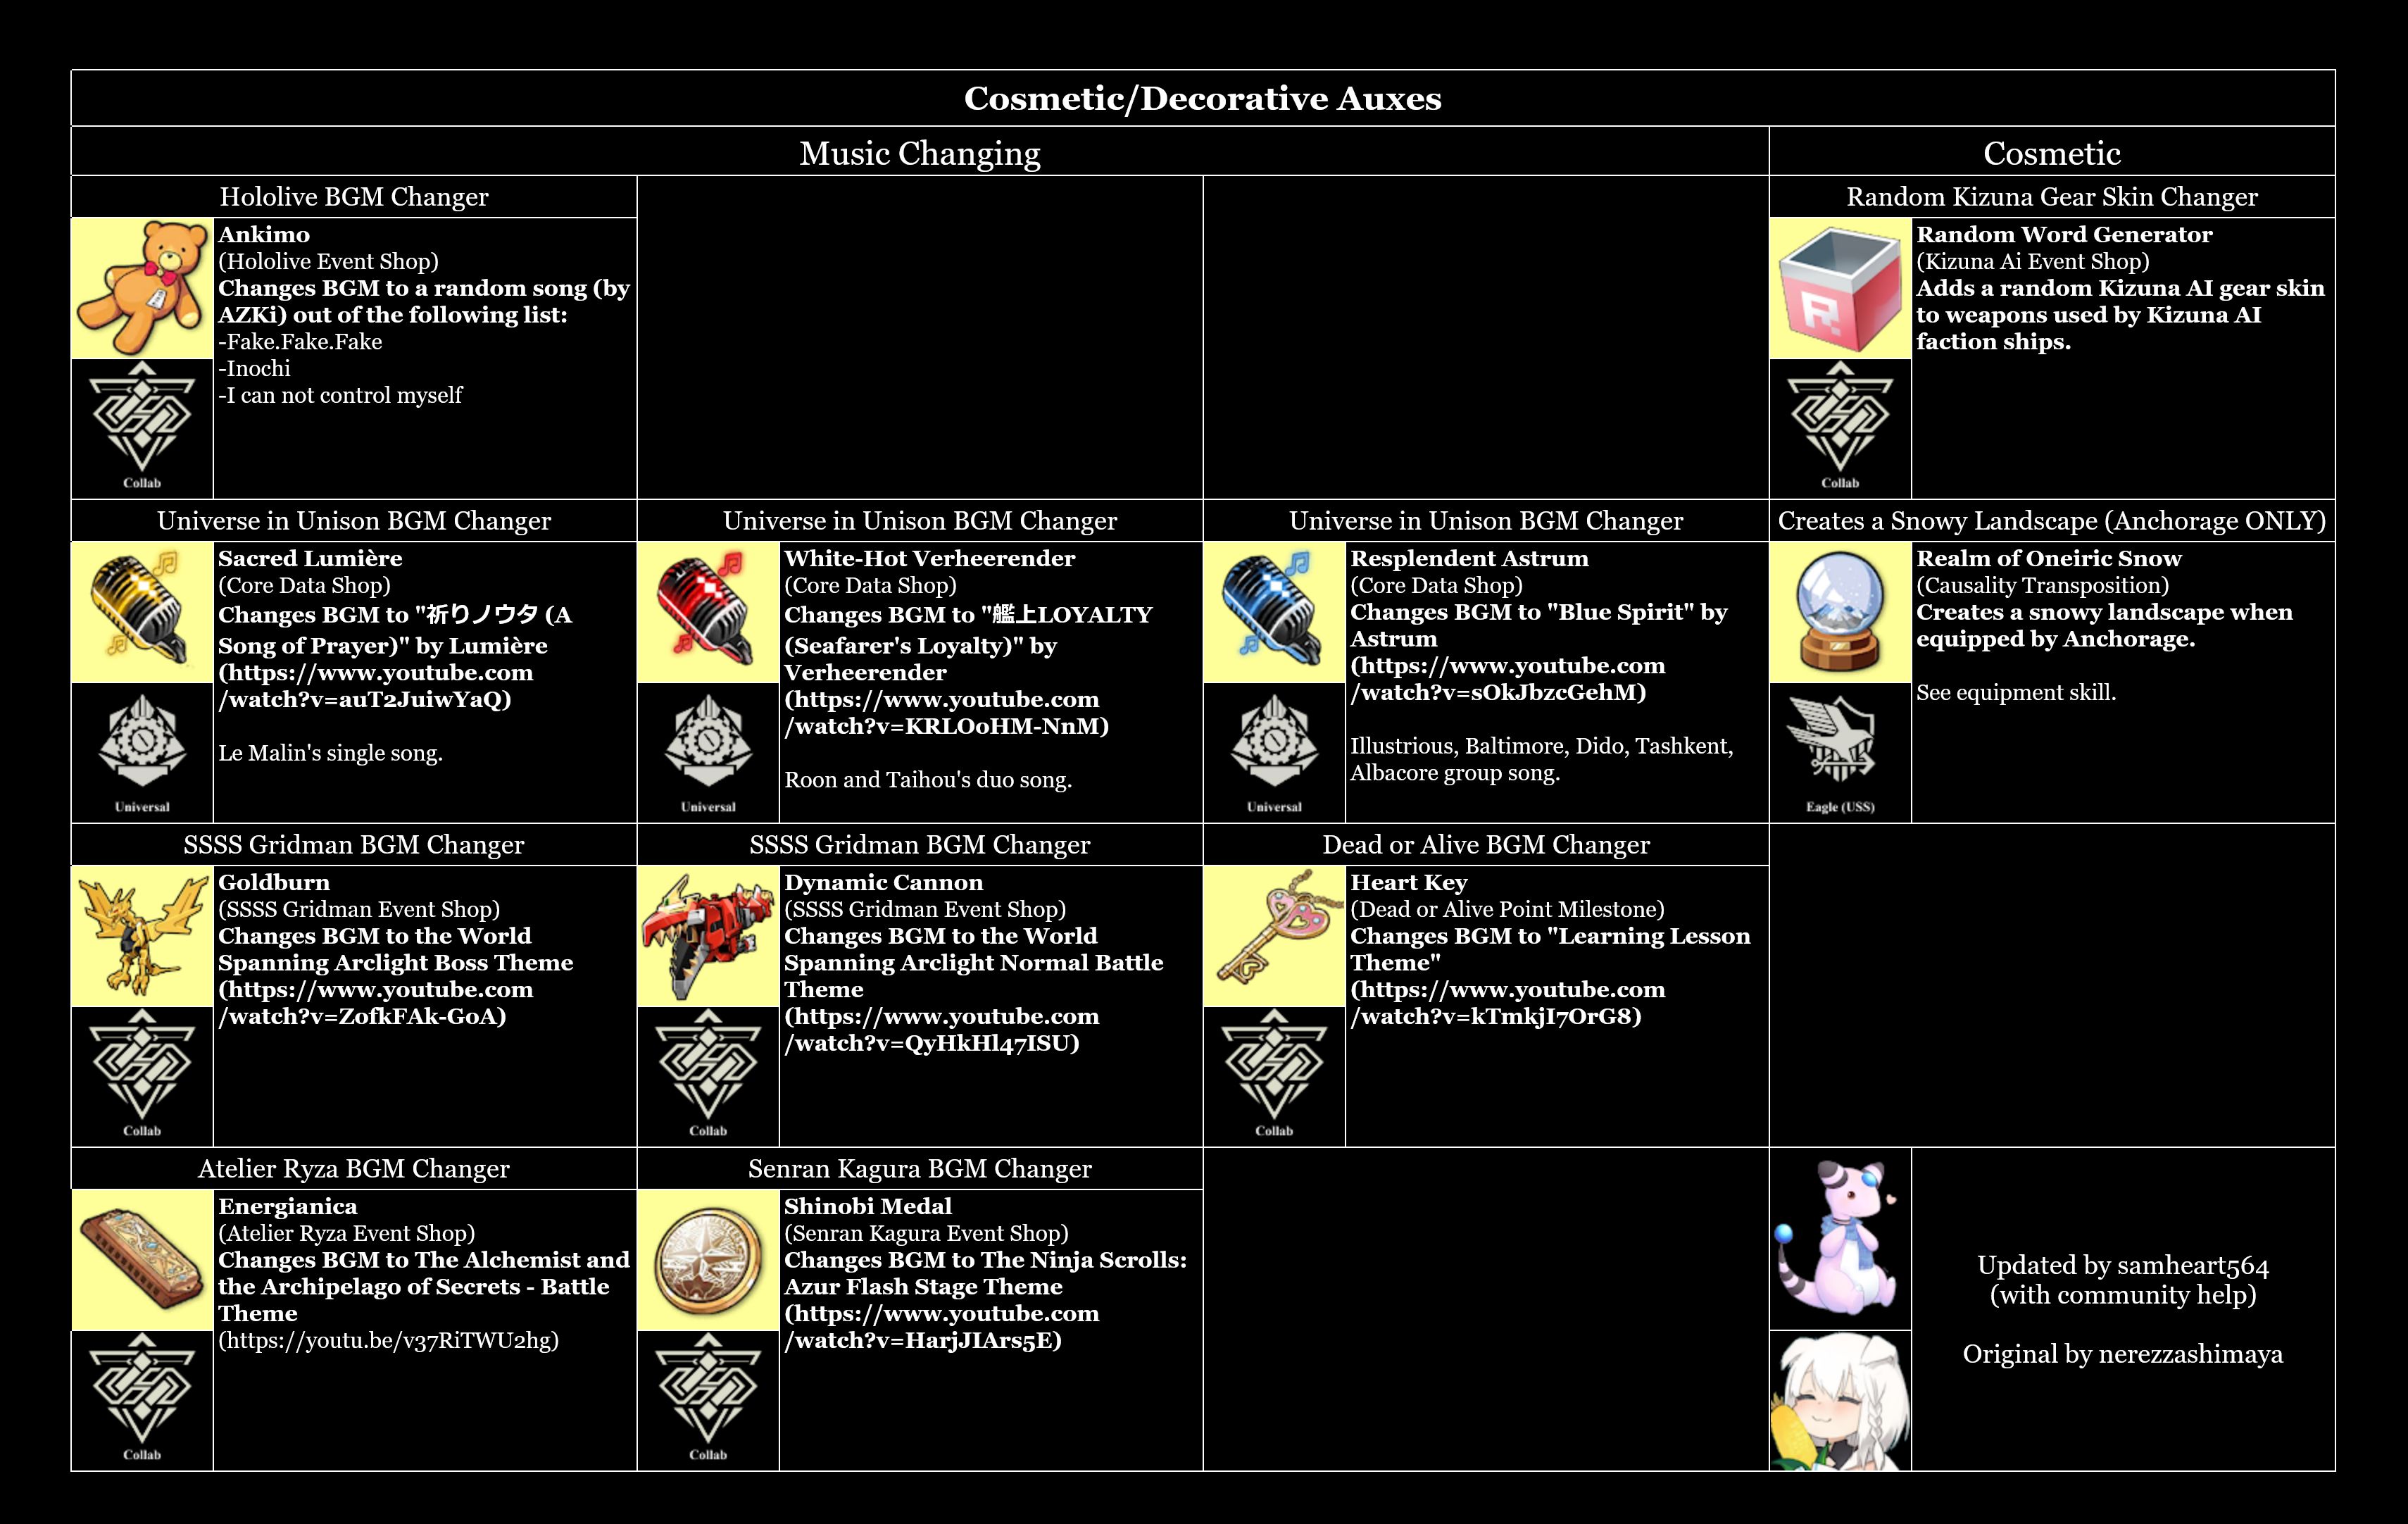 Cosmetic/Decorative Auxes
Music Changing
Cosmetic
Hololive BGM Changer
Ankimo
(Hololive Event Shop)
Changes BGM to a random song (by
AZKi) out of the following list:
-Fake.Fake.Fake
-Inochi
-I can not control myself
Collab
Random Kizuna Gear Skin Changer
R
Random Word Generator
(Kizuna Ai Event Shop)
Adds a random Kizuna AI gear skin
to weapons used by Kizuna AI
faction ships.
Collab
Universe in Unison BGM Changer
Sacred Lumière
(Core Data Shop)
Changes BGM to "祈りノウタ (A
Song of Prayer)" by Lumière
(https://www.youtube.com
/watch?v=auT2JuiwYaQ)
Le Malin's single song.
Universal
Universe in Unison BGM Changer
White-Hot Verheerender
(Core Data Shop)
Changes BGM to "艦上LOYALTY
(Seafarer's Loyalty)" by
Verheerender
(https://www.youtube.com
/watch?v=KRLOoHM-NnM)
Roon and Taihou's duo song.
Universal
Universe in Unison BGM Changer
Resplendent Astrum
(Core Data Shop)
Changes BGM to "Blue Spirit" by
Astrum
(https://www.youtube.com
/watch?v=sOkJbzcGehM)
Illustrious, Baltimore, Dido, Tashkent,
Albacore group song.
Universal
Creates a Snowy Landscape (Anchorage ONLY)
Realm of Oneiric Snow
(Causality Transposition)
Creates a snowy landscape when
equipped by Anchorage.
See equipment skill.
Eagle (USS)
SSSS Gridman BGM Changer
Goldburn
(SSSS Gridman Event Shop)
Changes BGM to the World
Spanning Arclight Boss Theme
(https://www.youtube.com
/watch?v=ZofkFAk-GoA)
Collab
SSSS Gridman BGM Changer
Dynamic Cannon
(SSSS Gridman Event Shop)
Changes BGM to the World
Spanning Arclight Normal Battle
Theme
(https://www.youtube.com
/watch?v=QyHkHl47ISU)
Collab
Dead or Alive BGM Changer
Heart Key
(Dead or Alive Point Milestone)
Changes BGM to "Learning Lesson
Theme"
(https://www.youtube.com
/watch?v=kTmkjI7OrG8)
Collab
Atelier Ryza BGM Changer
Energianica
(Atelier Ryza Event Shop)
Changes BGM to The Alchemist and
the Archipelago of Secrets - Battle
Theme
(https://youtu.be/v37RiTWU2hg)
Collab
Senran Kagura BGM Changer
Shinobi Medal
(Senran Kagura Event Shop)
Changes BGM to The Ninja Scrolls:
Azur Flash Stage Theme
(https://www.youtube.com
/watch?v=HarjJIArs5E)
Collab
Updated by samheart564
(with community help)
Original by nerezzashimaya